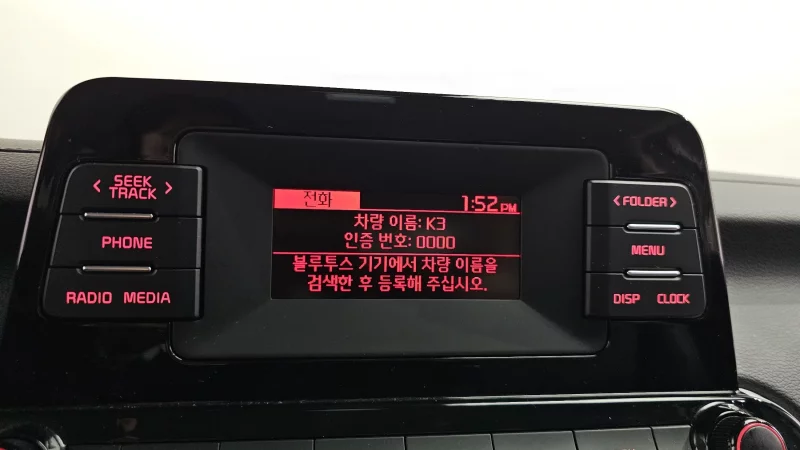 < SEEK TRACK >
PHONE
RADIO MEDIA
전화 1:52 PM
차량 이름: K3
인증 번호: 0000
블루투스 기기에서 차량 이름을
검색한 후 등록해 주십시오.
< FOLDER >
MENU
DISP CLOCK